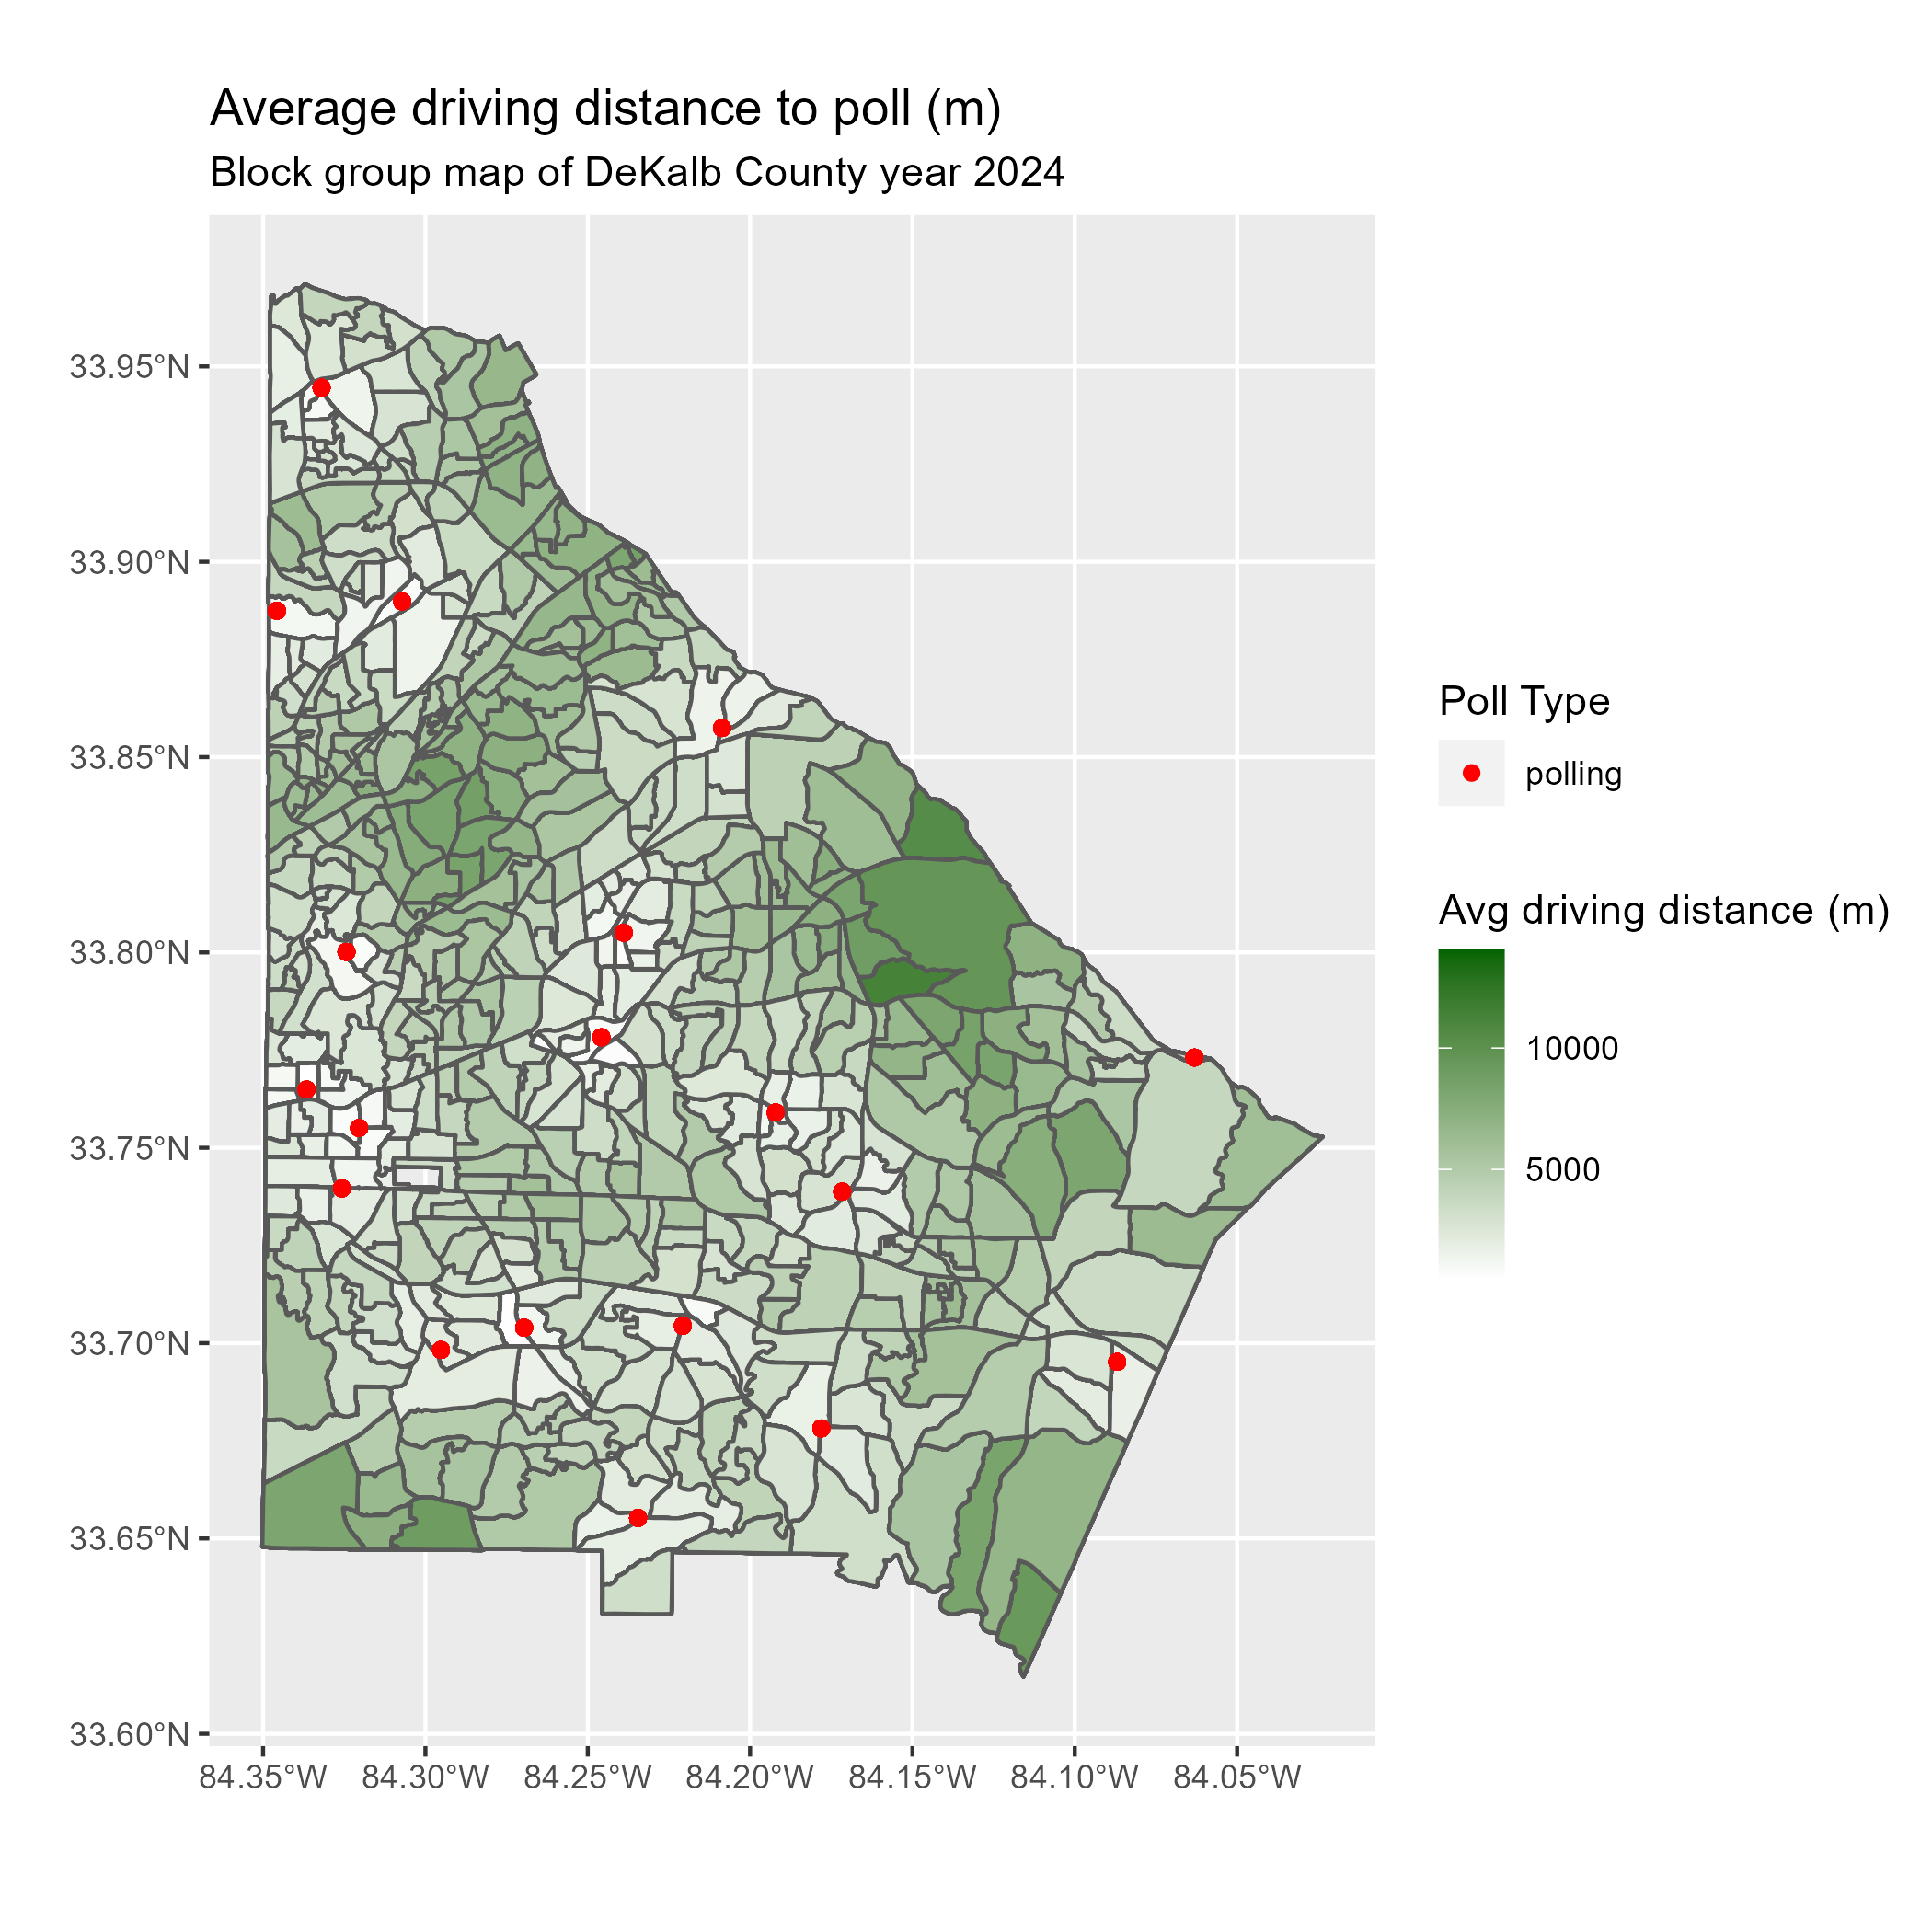 Average driving distance to poll (m)
Block group map of DeKalb County year 2024
33.95°N
33.90°N
33.85°N
33.80°N
33.75°N
33.70°N
33.65°N
33.60°N
84.35°W 84.30°W 84.25°W 84.20°W 84.15°W 84.10°W 84.05°W
Poll Type
polling
Avg driving distance (m)
10000
5000